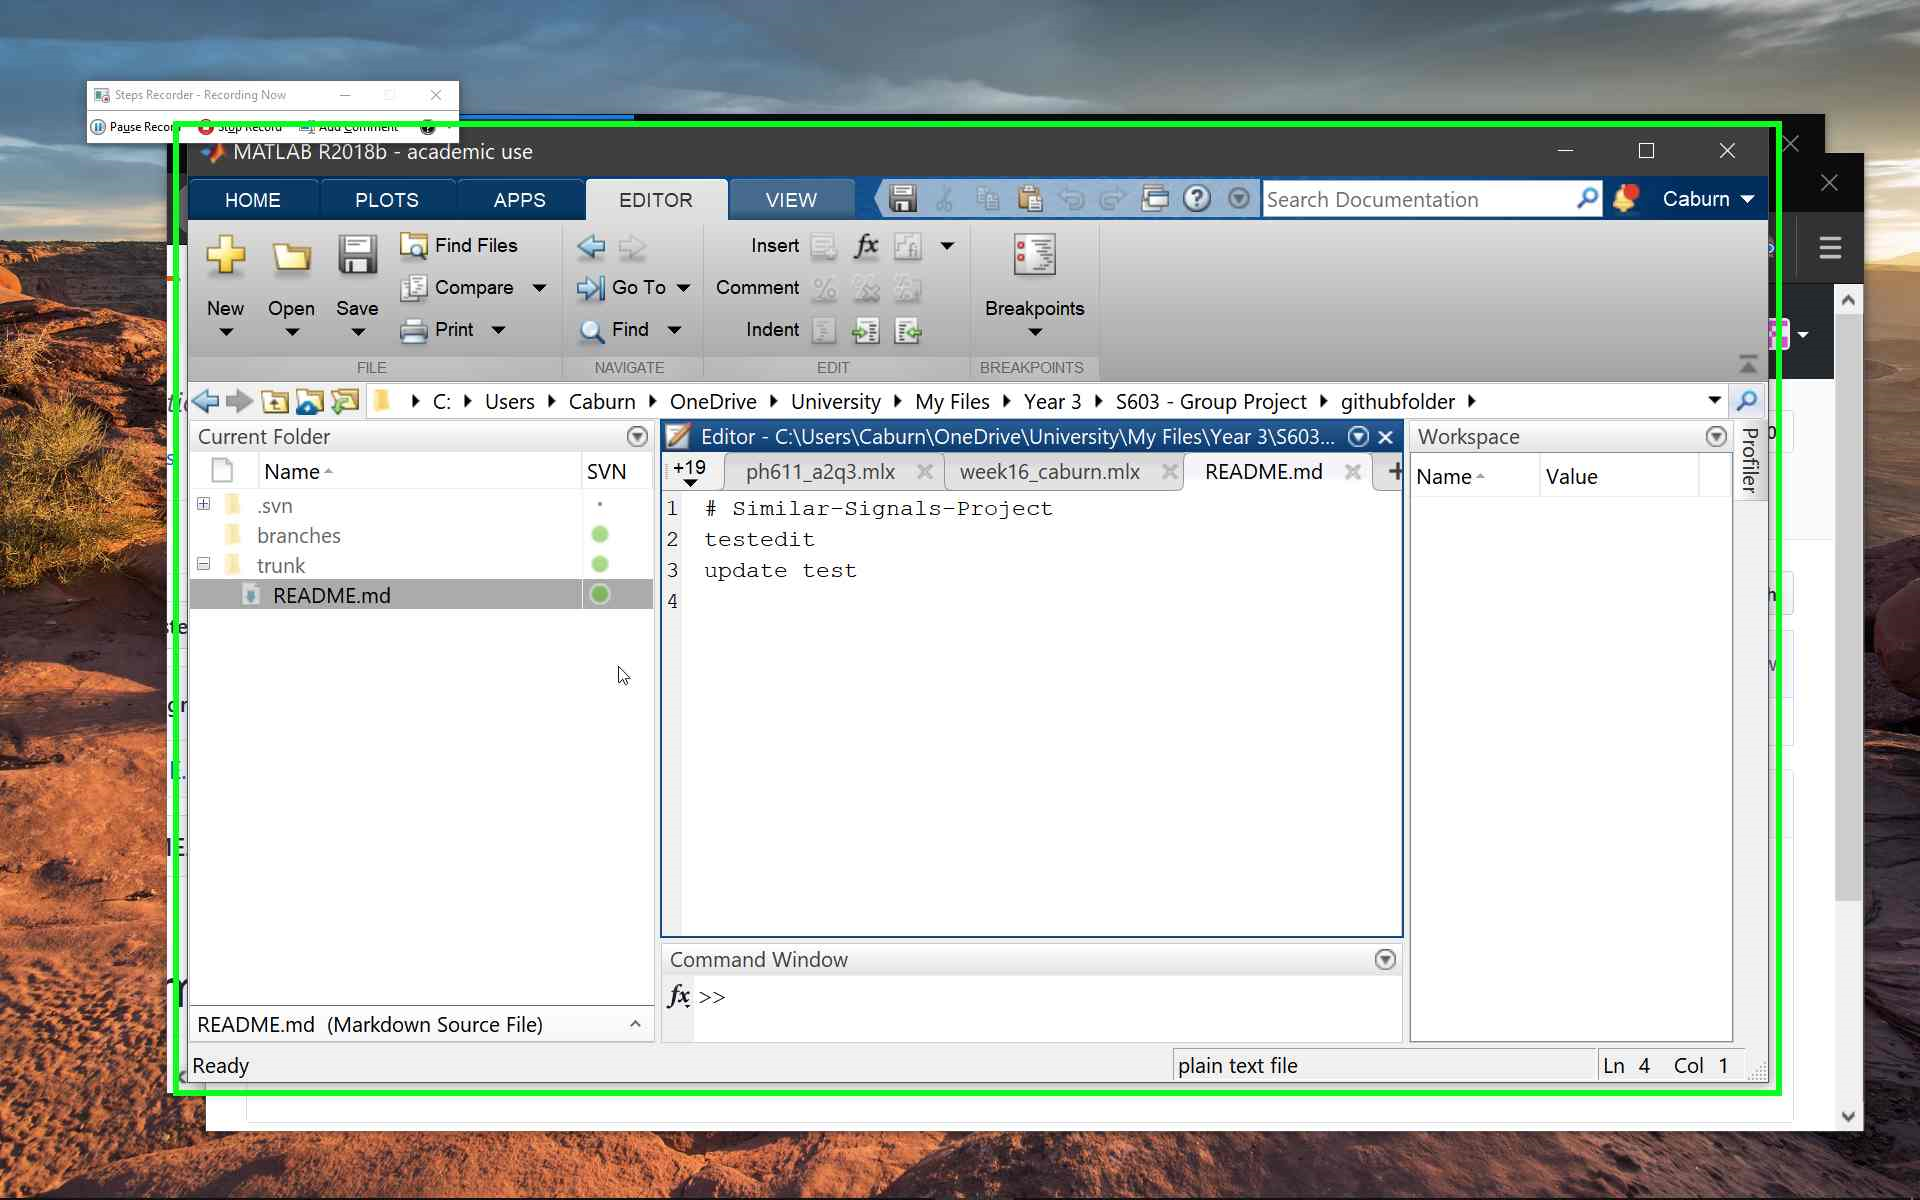 Steps Recorder - Recording Now
Pause Record
Stop Record
Add Comment
MATLAB R2018b - academic use
HOME
PLOTS
APPS
EDITOR
VIEW
Search Documentation
Caburn
New
Open
Save
Find Files
Compare
Print
FILE
Go To
Find
NAVIGATE
Insert
fx
fi
Comment
%
Indent
EDIT
Breakpoints
BREAKPOINTS
C:
Users
Caburn
OneDrive
University
My Files
Year 3
S603 - Group Project
githubfolder
Current Folder
Name
SVN
.svn
branches
trunk
README.md
README.md (Markdown Source File)
Ready
Editor - C:\Users\Caburn\OneDrive\University\My Files\Year 3\S603...
+19
ph611_a2q3.mlx
week16_caburn.mlx
README.md
1 # Similar-Signals-Project
2 testedit
3 update test
4
Command Window
fx >>
Workspace
Name
Value
Profiler
plain text file
Ln 4 Col 1